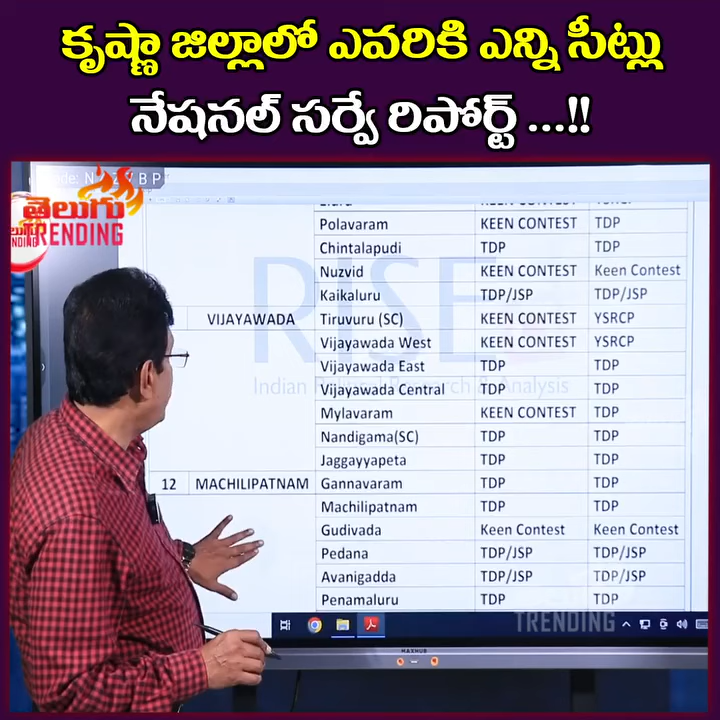 కృష్ణా జిల్లాలో ఎవరికి ఎన్ని సీట్లు
నేషనల్ సర్వే రిపోర్ట్ ...!!
తెలుగు
TRENDING
Polavaram KEEN CONTEST TDP
Chintalapudi TDP TDP
Nuzvid KEEN CONTEST Keen Contest
Kaikaluru TDP/JSP TDP/JSP
VIJAYAWADA Tiruvuru (SC) KEEN CONTEST YSRCP
Vijayawada West KEEN CONTEST YSRCP
Vijayawada East TDP TDP
Vijayawada Central TDP TDP
Mylavaram KEEN CONTEST TDP
Nandigama(SC) TDP TDP
Jaggayyapeta TDP TDP
12 MACHILIPATNAM Gannavaram TDP TDP
Machilipatnam TDP TDP
Gudivada Keen Contest Keen Contest
Pedana TDP/JSP TDP/JSP
Avanigadda TDP/JSP TDP/JSP
Penamaluru TDP TDP
RISE
Indian Research & Analysis
TRENDING
MAXHUB